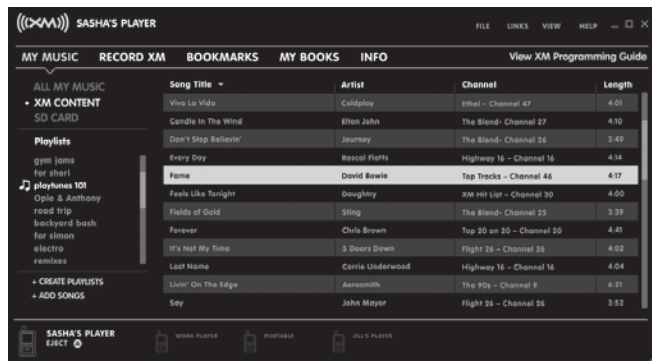 ((XM)) SASHA'S PLAYER
FILE LINKS VIEW HELP
MY MUSIC RECORD XM BOOKMARKS MY BOOKS INFO View XM Programming Guide
ALL MY MUSIC
• XM CONTENT
SD CARD
Playlists
gym jams
for sheri
playtunes 101
Opie & Anthony
road trip
backyard bash
for simon
electro
remixes
+ CREATE PLAYLISTS
+ ADD SONGS
Song Title Artist Channel Length
Viva La Vida Coldplay Ethel – Channel 47 4:01
Candle In The Wind Elton John The Blend– Channel 27 4:10
Don't Stop Believin' Journey The Blend– Channel 26 3:49
Every Day Rascal Flatts Highway 16 – Channel 16 4:14
Fame David Bowie Top Tracks – Channel 46 4:17
Feels Like Tonight Daughtry XM Hit List – Channel 30 4:00
Fields of Gold Sting The Blend– Channel 25 3:39
Forever Chris Brown Top 20 on 20 – Channel 20 4:41
It's Not My Time 3 Doors Down Flight 26 – Channel 26 4:02
Last Name Carrie Underwood Highway 16 – Channel 16 4:04
Livin' On The Edge Aerosmith The 90s – Channel 9 6:21
Say John Mayer Flight 26 – Channel 26 3:52
SASHA'S PLAYER
EJECT
WORK PLAYER
PORTABLE
JILL'S PLAYER